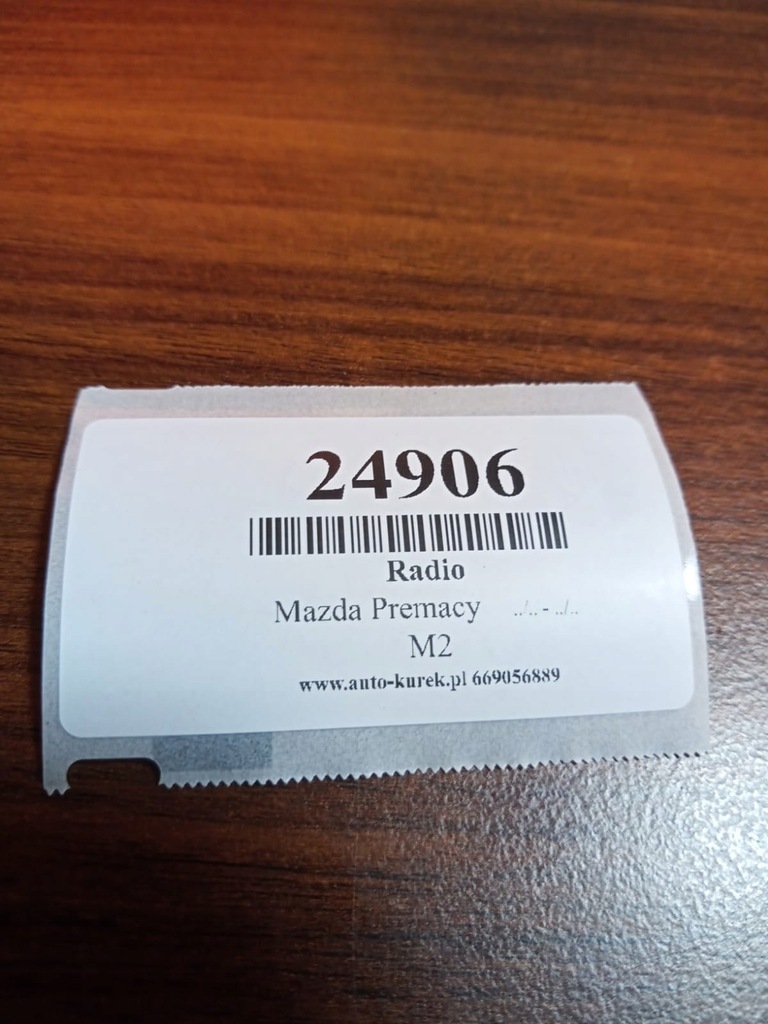 24906
Radio
Mazda Premacy ../.. - ../..
M2
www.auto-kurek.pl 669056889